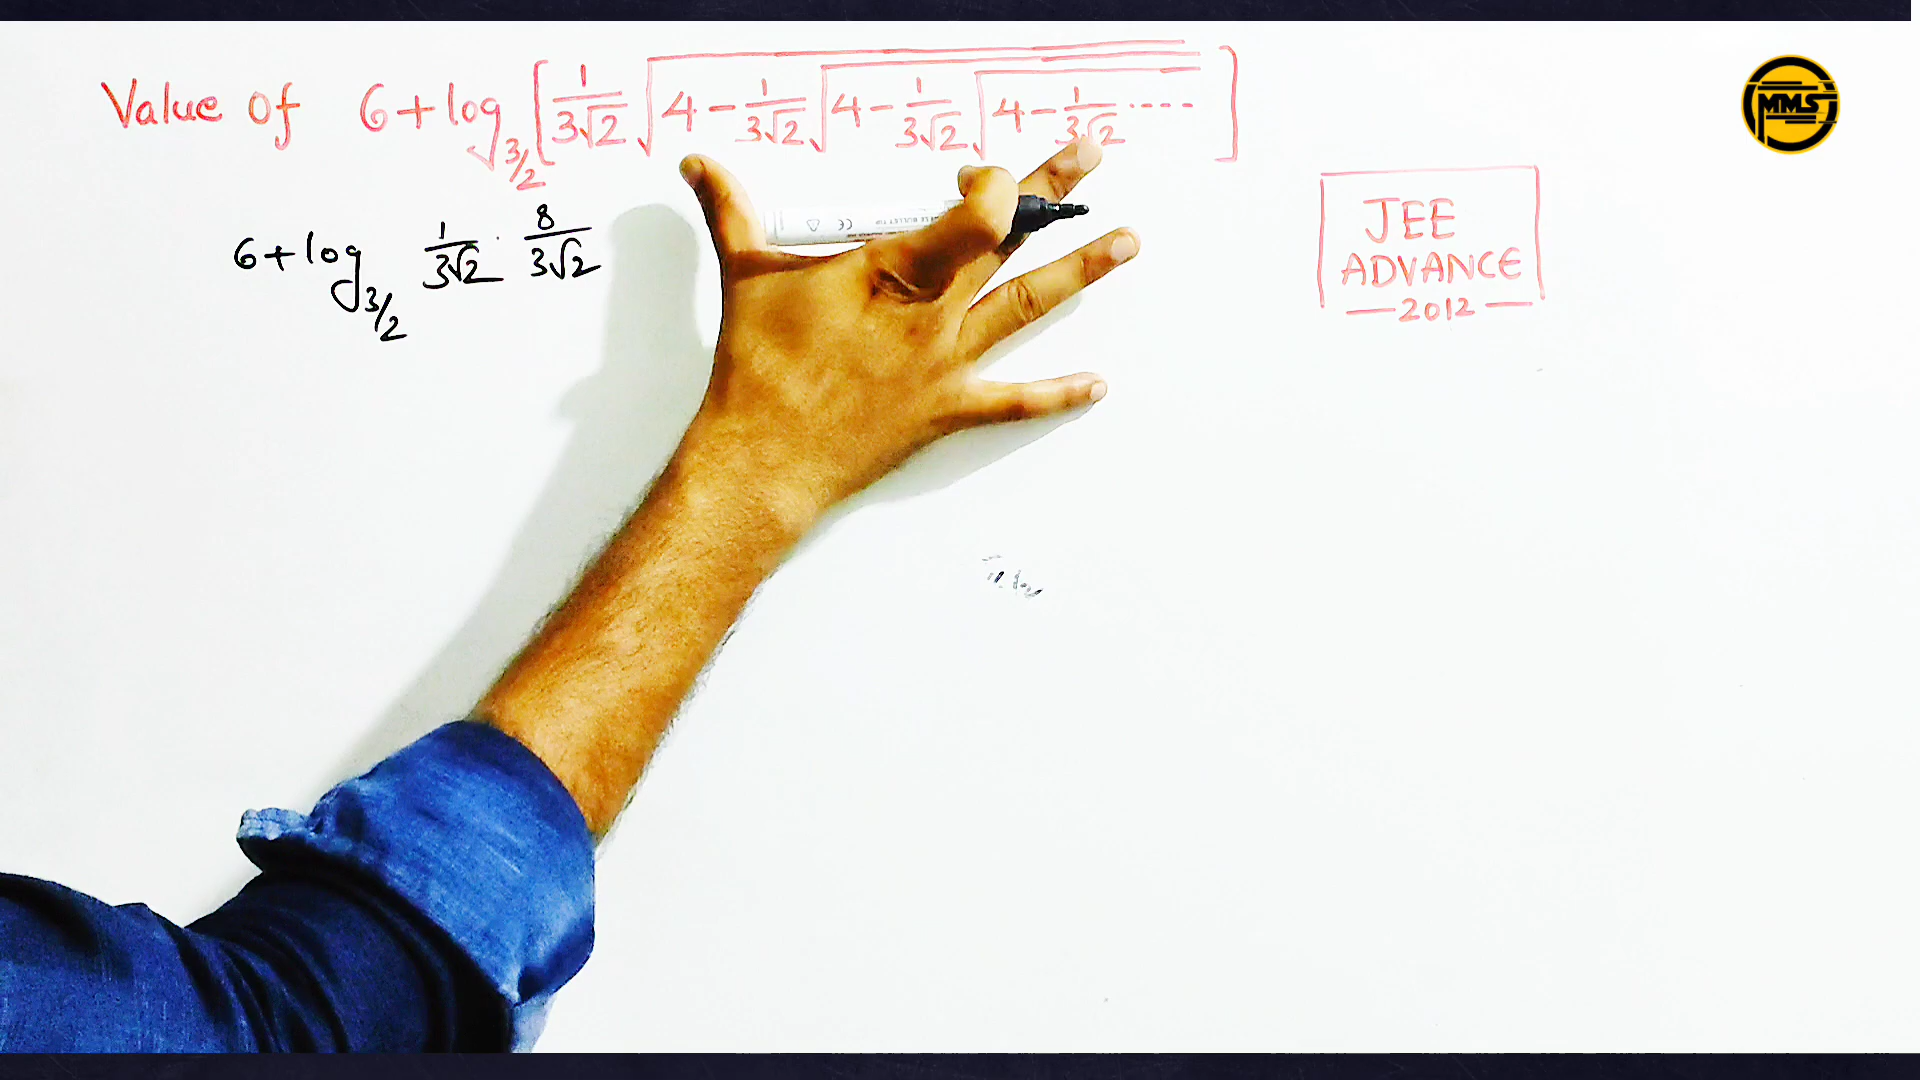 Value of 6+log_{3/2}[1/3√2 √4-1/3√2 √4-1/3√2 √4-1/3√2 ....]
MMS
JEE
ADVANCE
—2012—
6+log_{3/2} 1/3√2 . 8/3√2
CE